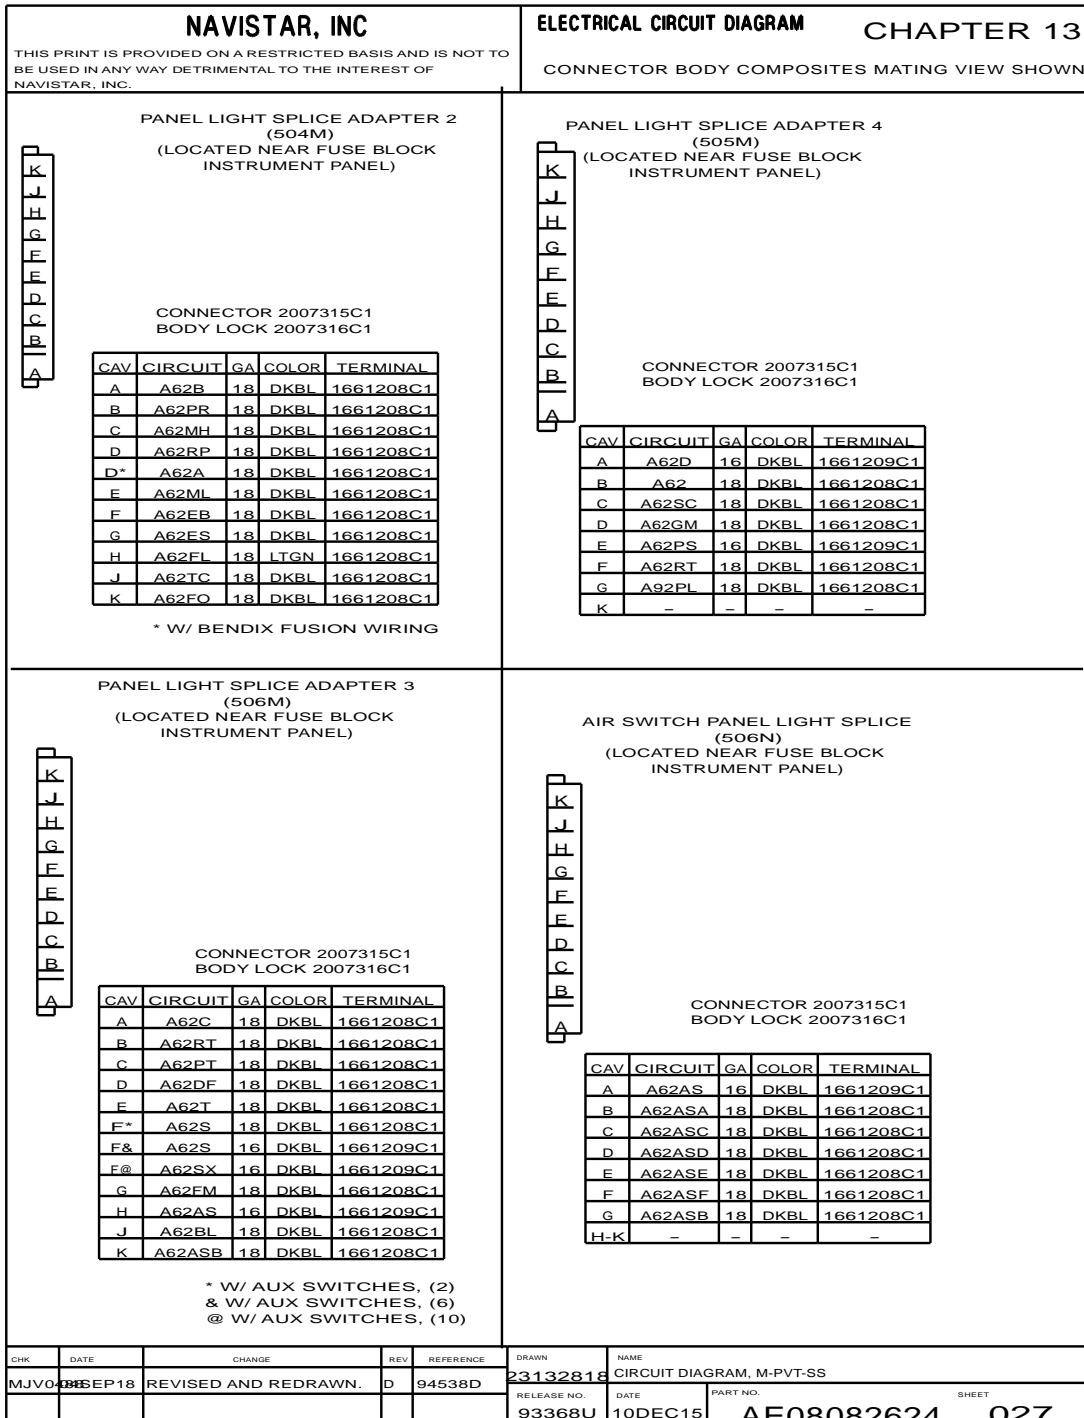 NAVISTAR, INC
THIS PRINT IS PROVIDED ON A RESTRICTED BASIS AND IS NOT TO
BE USED IN ANY WAY DETRIMENTAL TO THE INTEREST OF
NAVISTAR, INC.
ELECTRICAL CIRCUIT DIAGRAM
CHAPTER 13
CONNECTOR BODY COMPOSITES MATING VIEW SHOWN
PANEL LIGHT SPLICE ADAPTER 2
(504M)
(LOCATED NEAR FUSE BLOCK
INSTRUMENT PANEL)
K
J
H
G
F
E
D
C
B
A
CONNECTOR 2007315C1
BODY LOCK 2007316C1
CAV CIRCUIT GA COLOR TERMINAL
A A62B 18 DKBL 1661208C1
B A62PR 18 DKBL 1661208C1
C A62MH 18 DKBL 1661208C1
D A62RP 18 DKBL 1661208C1
D* A62A 18 DKBL 1661208C1
E A62ML 18 DKBL 1661208C1
F A62EB 18 DKBL 1661208C1
G A62ES 18 DKBL 1661208C1
H A62FL 18 LTGN 1661208C1
J A62TC 18 DKBL 1661208C1
K A62FO 18 DKBL 1661208C1
* W/ BENDIX FUSION WIRING
PANEL LIGHT SPLICE ADAPTER 4
(505M)
(LOCATED NEAR FUSE BLOCK
INSTRUMENT PANEL)
K
J
H
G
F
E
D
C
B
A
CONNECTOR 2007315C1
BODY LOCK 2007316C1
CAV CIRCUIT GA COLOR TERMINAL
A A62D 16 DKBL 1661209C1
B A62 18 DKBL 1661208C1
C A62SC 18 DKBL 1661208C1
D A62GM 18 DKBL 1661208C1
E A62PS 16 DKBL 1661209C1
F A62RT 18 DKBL 1661208C1
G A92PL 18 DKBL 1661208C1
K – – – –
PANEL LIGHT SPLICE ADAPTER 3
(506M)
(LOCATED NEAR FUSE BLOCK
INSTRUMENT PANEL)
K
J
H
G
F
E
D
C
B
A
CONNECTOR 2007315C1
BODY LOCK 2007316C1
CAV CIRCUIT GA COLOR TERMINAL
A A62C 18 DKBL 1661208C1
B A62RT 18 DKBL 1661208C1
C A62PT 18 DKBL 1661208C1
D A62DF 18 DKBL 1661208C1
E A62T 18 DKBL 1661208C1
F* A62S 18 DKBL 1661208C1
F& A62S 16 DKBL 1661209C1
F@ A62SX 16 DKBL 1661209C1
G A62FM 18 DKBL 1661208C1
H A62AS 16 DKBL 1661209C1
J A62BL 18 DKBL 1661208C1
K A62ASB 18 DKBL 1661208C1
* W/ AUX SWITCHES, (2)
& W/ AUX SWITCHES, (6)
@ W/ AUX SWITCHES, (10)
AIR SWITCH PANEL LIGHT SPLICE
(506N)
(LOCATED NEAR FUSE BLOCK
INSTRUMENT PANEL)
K
J
H
G
F
E
D
C
B
A
CONNECTOR 2007315C1
BODY LOCK 2007316C1
CAV CIRCUIT GA COLOR TERMINAL
A A62AS 16 DKBL 1661209C1
B A62ASA 18 DKBL 1661208C1
C A62ASC 18 DKBL 1661208C1
D A62ASD 18 DKBL 1661208C1
E A62ASE 18 DKBL 1661208C1
F A62ASF 18 DKBL 1661208C1
G A62ASB 18 DKBL 1661208C1
H-K – – – –
CHK DATE CHANGE REV REFERENCE
REVISED AND REDRAWN. D 94538D
DRAWN NAME
23132818 CIRCUIT DIAGRAM, M-PVT-SS
RELEASE NO. DATE PART NO. SHEET
93368U 10DEC15 AE08082624 027